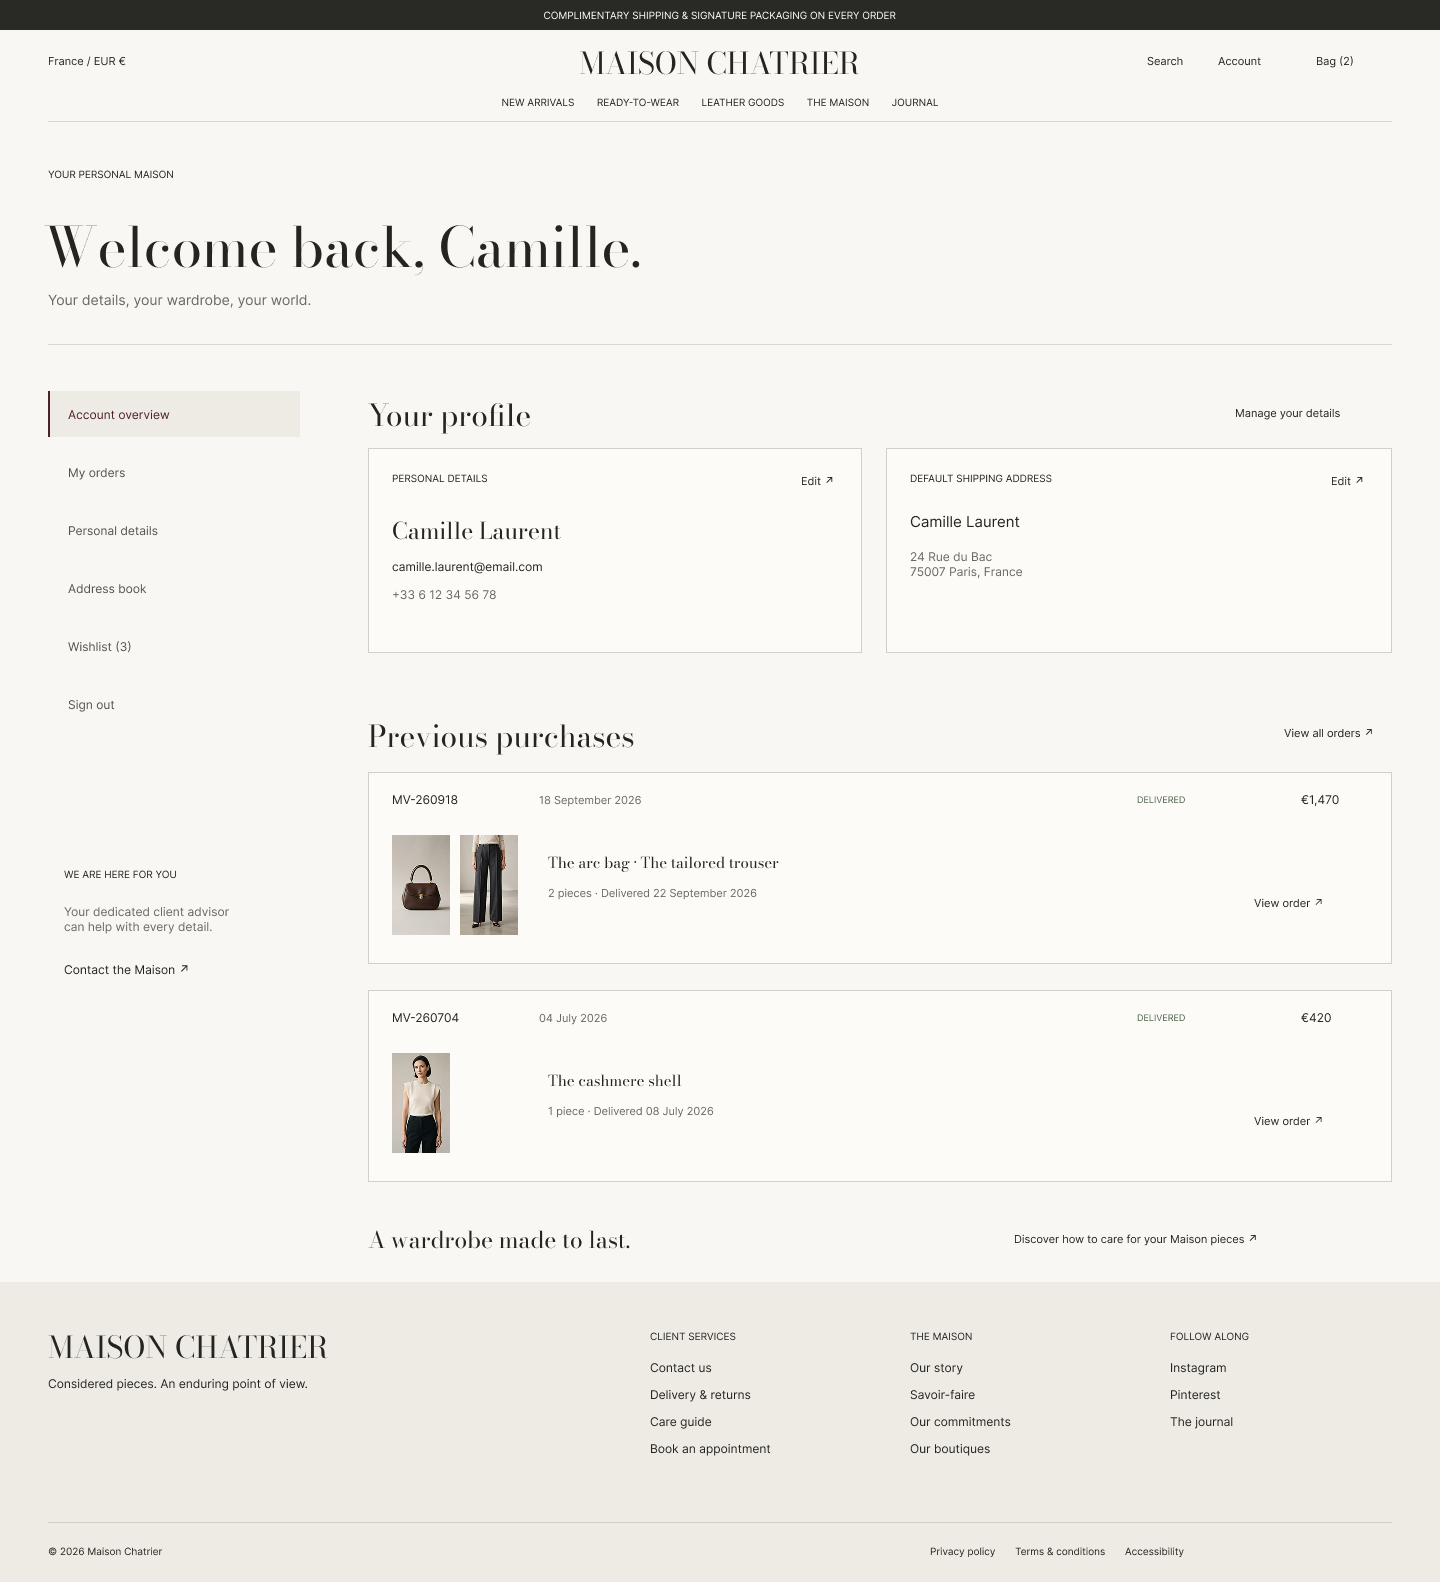 COMPLIMENTARY SHIPPING & SIGNATURE PACKAGING ON EVERY ORDER
France / EUR €
MAISON CHATRIER
Search
Account
Bag (2)
NEW ARRIVALS
READY-TO-WEAR
LEATHER GOODS
THE MAISON
JOURNAL
YOUR PERSONAL MAISON
Welcome back, Camille.
Your details, your wardrobe, your world.
Account overview
My orders
Personal details
Address book
Wishlist (3)
Sign out
WE ARE HERE FOR YOU
Your dedicated client advisor
can help with every detail.
Contact the Maison ↗
Your profile
Manage your details
PERSONAL DETAILS
Edit ↗
Camille Laurent
camille.laurent@email.com
+33 6 12 34 56 78
DEFAULT SHIPPING ADDRESS
Edit ↗
Camille Laurent
24 Rue du Bac
75007 Paris, France
Previous purchases
View all orders ↗
MV-260918
18 September 2026
DELIVERED
€1,470
The arc bag · The tailored trouser
2 pieces · Delivered 22 September 2026
View order ↗
MV-260704
04 July 2026
DELIVERED
€420
The cashmere shell
1 piece · Delivered 08 July 2026
View order ↗
A wardrobe made to last.
Discover how to care for your Maison pieces ↗
MAISON CHATRIER
Considered pieces. An enduring point of view.
CLIENT SERVICES
Contact us
Delivery & returns
Care guide
Book an appointment
THE MAISON
Our story
Savoir-faire
Our commitments
Our boutiques
FOLLOW ALONG
Instagram
Pinterest
The journal
© 2026 Maison Chatrier
Privacy policy
Terms & conditions
Accessibility